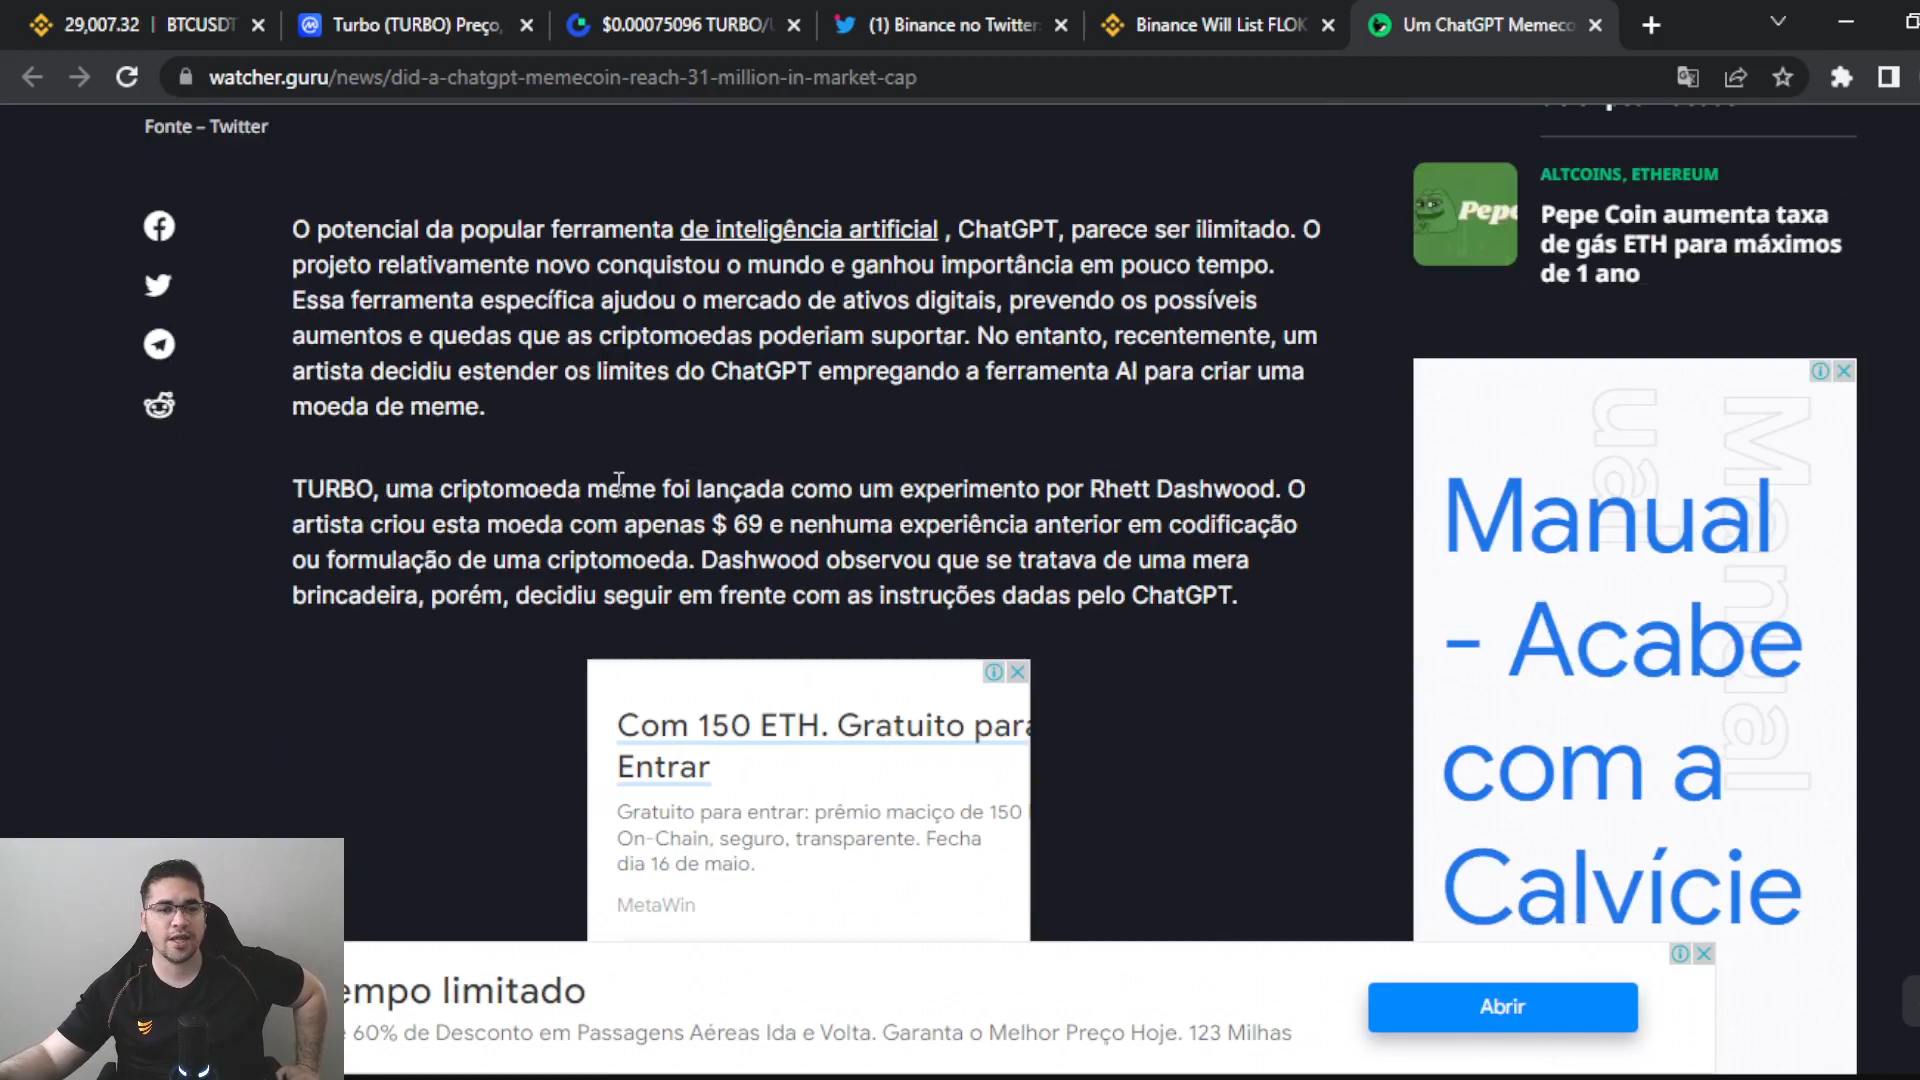 29,007.32 | BTCUSDT
Turbo (TURBO) Preço,
$0.00075096 TURBO/U
(1) Binance no Twitter:
Binance Will List FLOK
Um ChatGPT Memeco
watcher.guru/news/did-a-chatgpt-memecoin-reach-31-million-in-market-cap
Fonte – Twitter
O potencial da popular ferramenta de inteligência artificial , ChatGPT, parece ser ilimitado. O
projeto relativamente novo conquistou o mundo e ganhou importância em pouco tempo.
Essa ferramenta específica ajudou o mercado de ativos digitais, prevendo os possíveis
aumentos e quedas que as criptomoedas poderiam suportar. No entanto, recentemente, um
artista decidiu estender os limites do ChatGPT empregando a ferramenta AI para criar uma
moeda de meme.
TURBO, uma criptomoeda meme foi lançada como um experimento por Rhett Dashwood. O
artista criou esta moeda com apenas $ 69 e nenhuma experiência anterior em codificação
ou formulação de uma criptomoeda. Dashwood observou que se tratava de uma mera
brincadeira, porém, decidiu seguir em frente com as instruções dadas pelo ChatGPT.
Com 150 ETH. Gratuito para
Entrar
Gratuito para entrar: prêmio maciço de 150
On-Chain, seguro, transparente. Fecha
dia 16 de maio.
MetaWin
Pepe
ALTCOINS, ETHEREUM
Pepe Coin aumenta taxa
de gás ETH para máximos
de 1 ano
Manual
Manual
- Acabe
com a
Calvície
empo limitado
60% de Desconto em Passagens Aéreas Ida e Volta. Garanta o Melhor Preço Hoje. 123 Milhas
Abrir